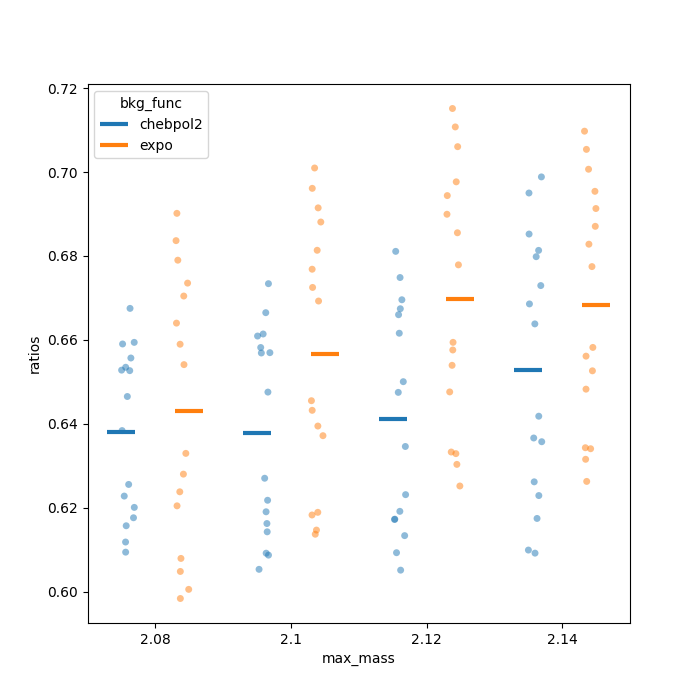 0.72
0.70
0.68
0.66
0.64
0.62
0.60
ratios
bkg_func
chebpol2
expo
2.08
2.1
2.12
2.14
max_mass